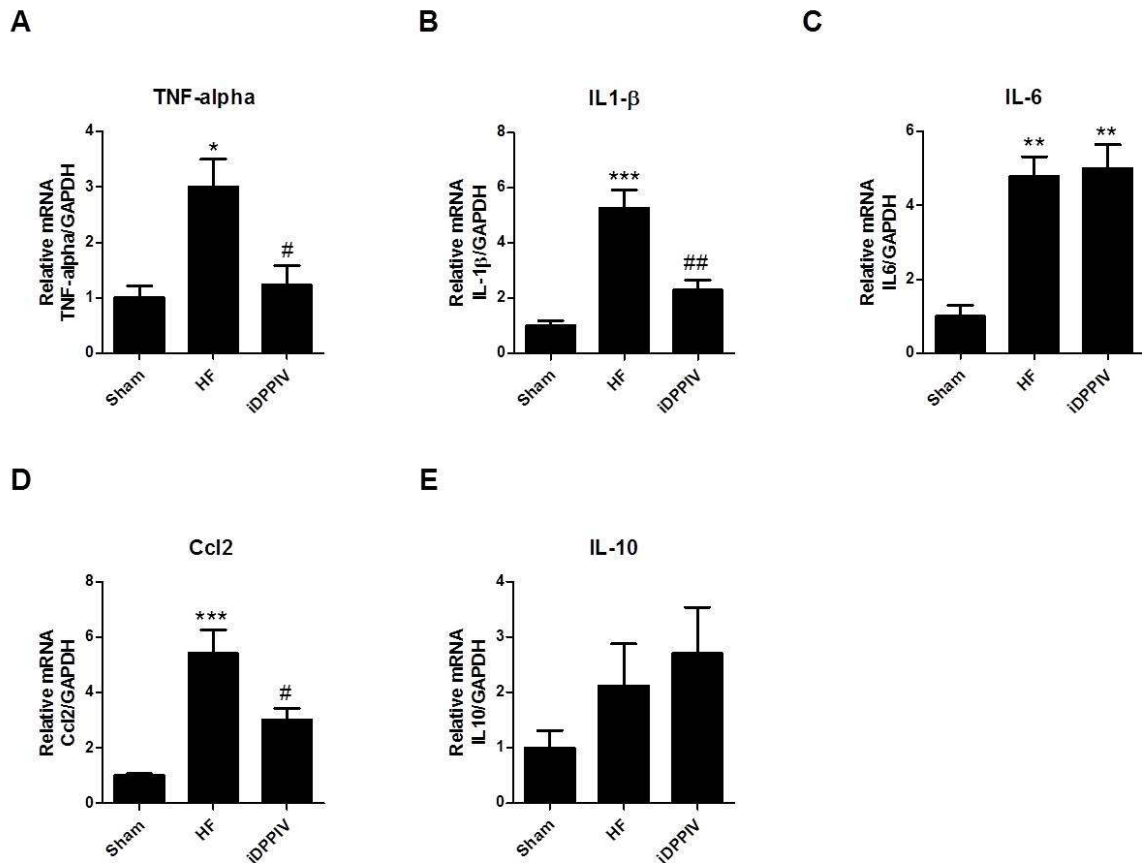 A
TNF-alpha
Relative mRNA
TNF-alpha/GAPDH
4
3
2
1
0
*
#
Sham
HF
iDPPIV
B
IL1-β
Relative mRNA
IL-1β/GAPDH
8
6
4
2
0
***
##
Sham
HF
iDPPIV
C
IL-6
Relative mRNA
IL6/GAPDH
6
4
2
0
**
**
Sham
HF
iDPPIV
D
Ccl2
Relative mRNA
Ccl2/GAPDH
8
6
4
2
0
***
#
Sham
HF
iDPPIV
E
IL-10
Relative mRNA
IL10/GAPDH
4
3
2
1
0
Sham
HF
iDPPIV